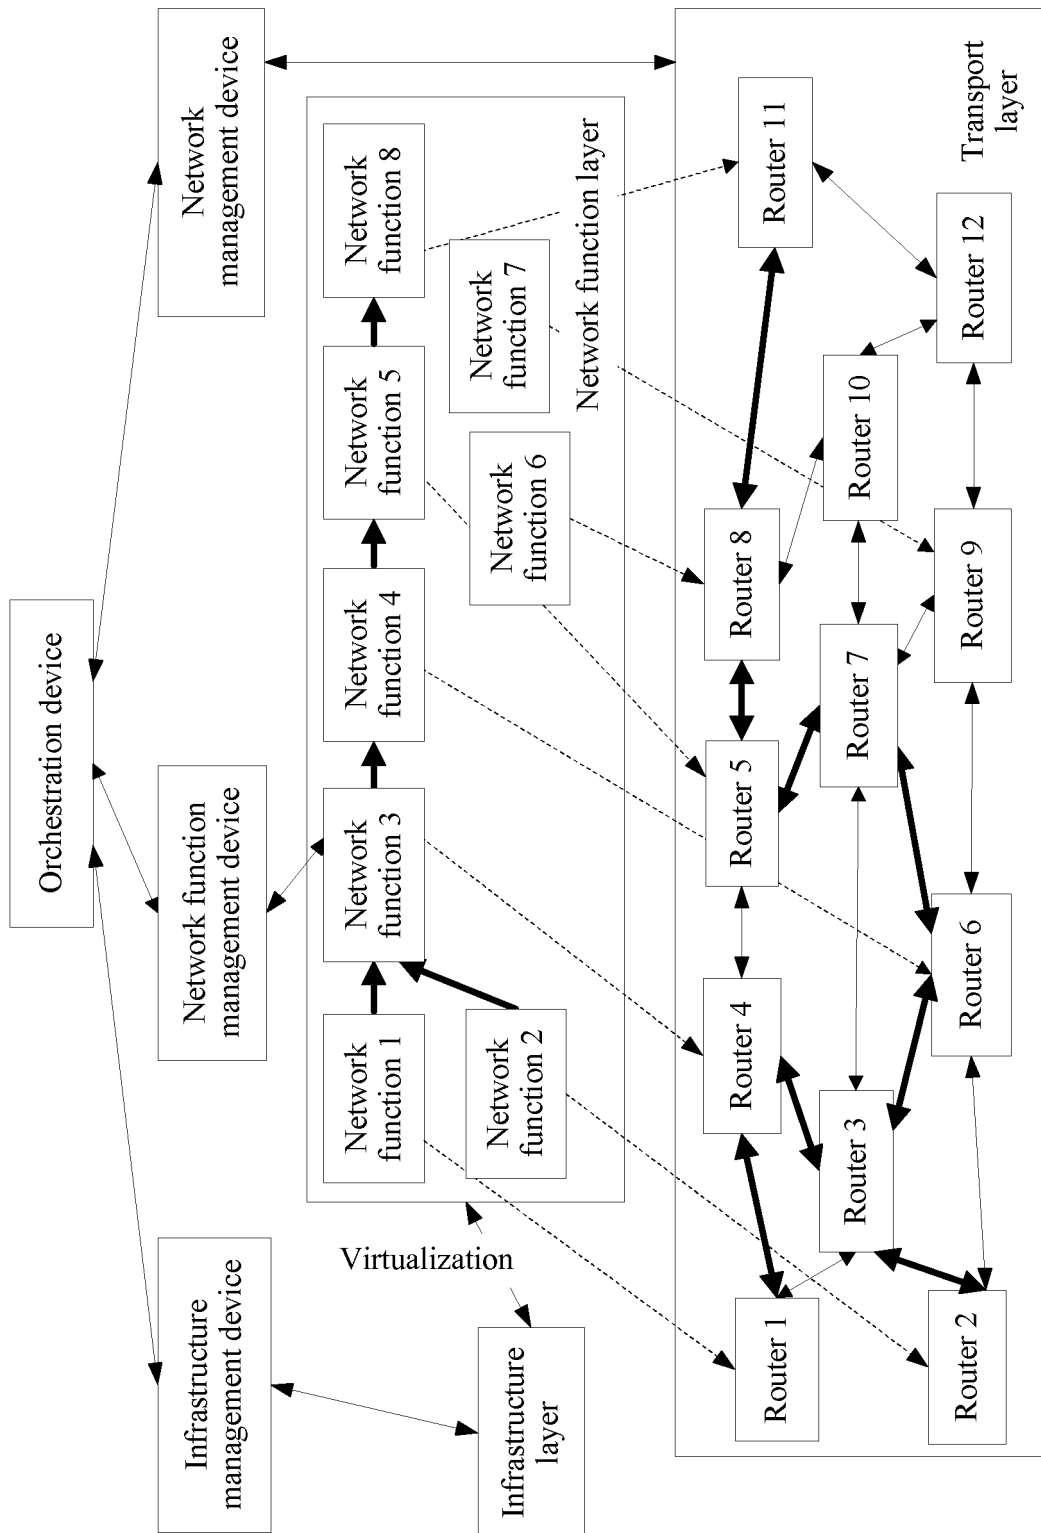 Orchestration device
Infrastructure
management device
Network function
management device
Network
management device
Infrastructure
layer
Virtualization
Network
function 1
Network
function 2
Network
function 3
Network
function 4
Network
function 5
Network
function 6
Network
function 7
Network
function 8
Network function layer
Router 1
Router 2
Router 3
Router 4
Router 5
Router 6
Router 7
Router 8
Router 9
Router 10
Router 11
Router 12
Transport
layer